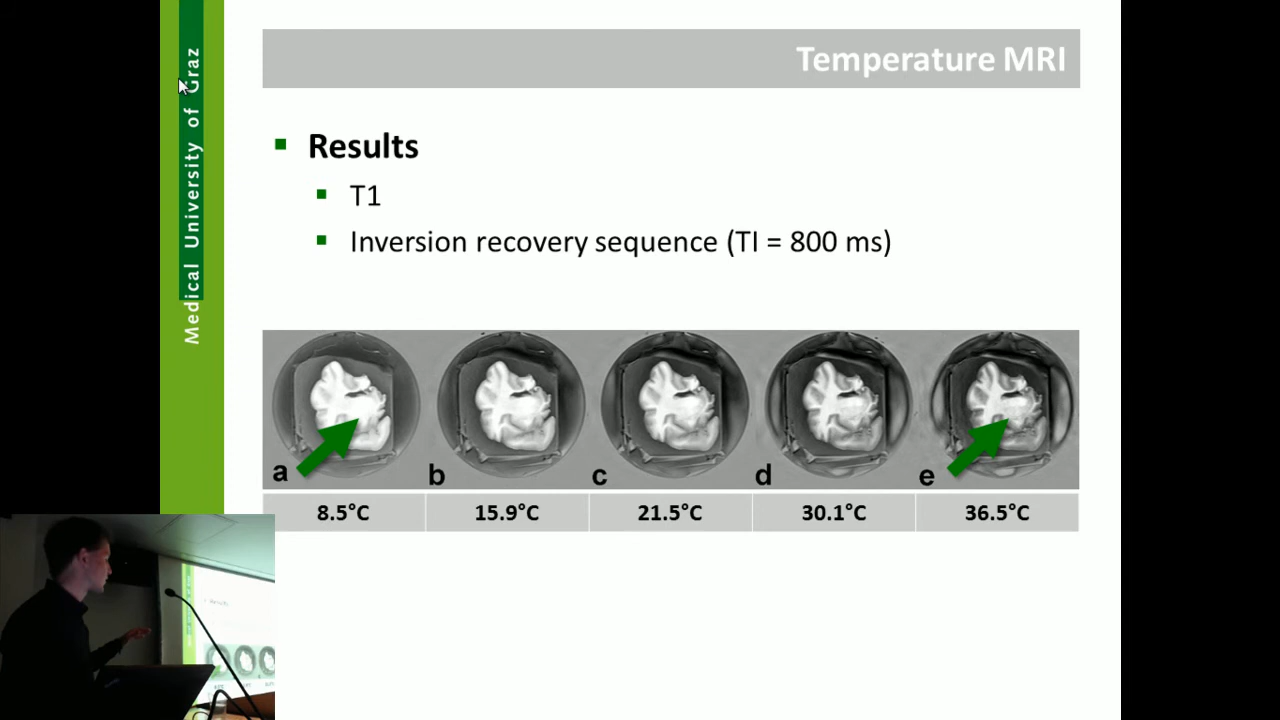 Medical University of Graz
Temperature MRI
Results
T1
Inversion recovery sequence (TI = 800 ms)
a b c d e
8.5°C 15.9°C 21.5°C 30.1°C 36.5°C